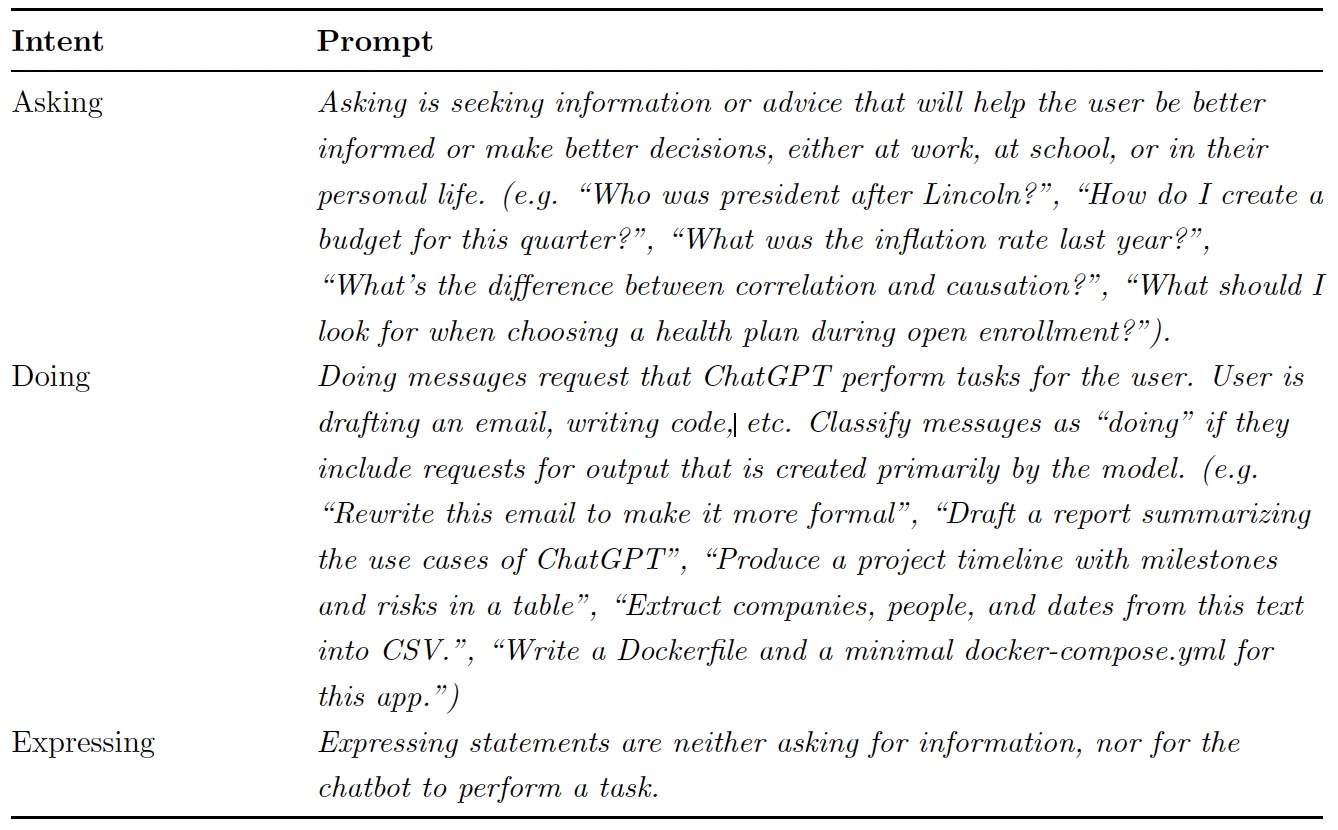 Intent Prompt
Asking Asking is seeking information or advice that will help the user be better
informed or make better decisions, either at work, at school, or in their
personal life. (e.g. “Who was president after Lincoln?”, “How do I create a
budget for this quarter?”, “What was the inflation rate last year?”,
“What’s the difference between correlation and causation?”, “What should I
look for when choosing a health plan during open enrollment?”).
Doing Doing messages request that ChatGPT perform tasks for the user. User is
drafting an email, writing code, etc. Classify messages as “doing” if they
include requests for output that is created primarily by the model. (e.g.
“Rewrite this email to make it more formal”, “Draft a report summarizing
the use cases of ChatGPT”, “Produce a project timeline with milestones
and risks in a table”, “Extract companies, people, and dates from this text
into CSV.”, “Write a Dockerfile and a minimal docker-compose.yml for
this app.”)
Expressing Expressing statements are neither asking for information, nor for the
chatbot to perform a task.